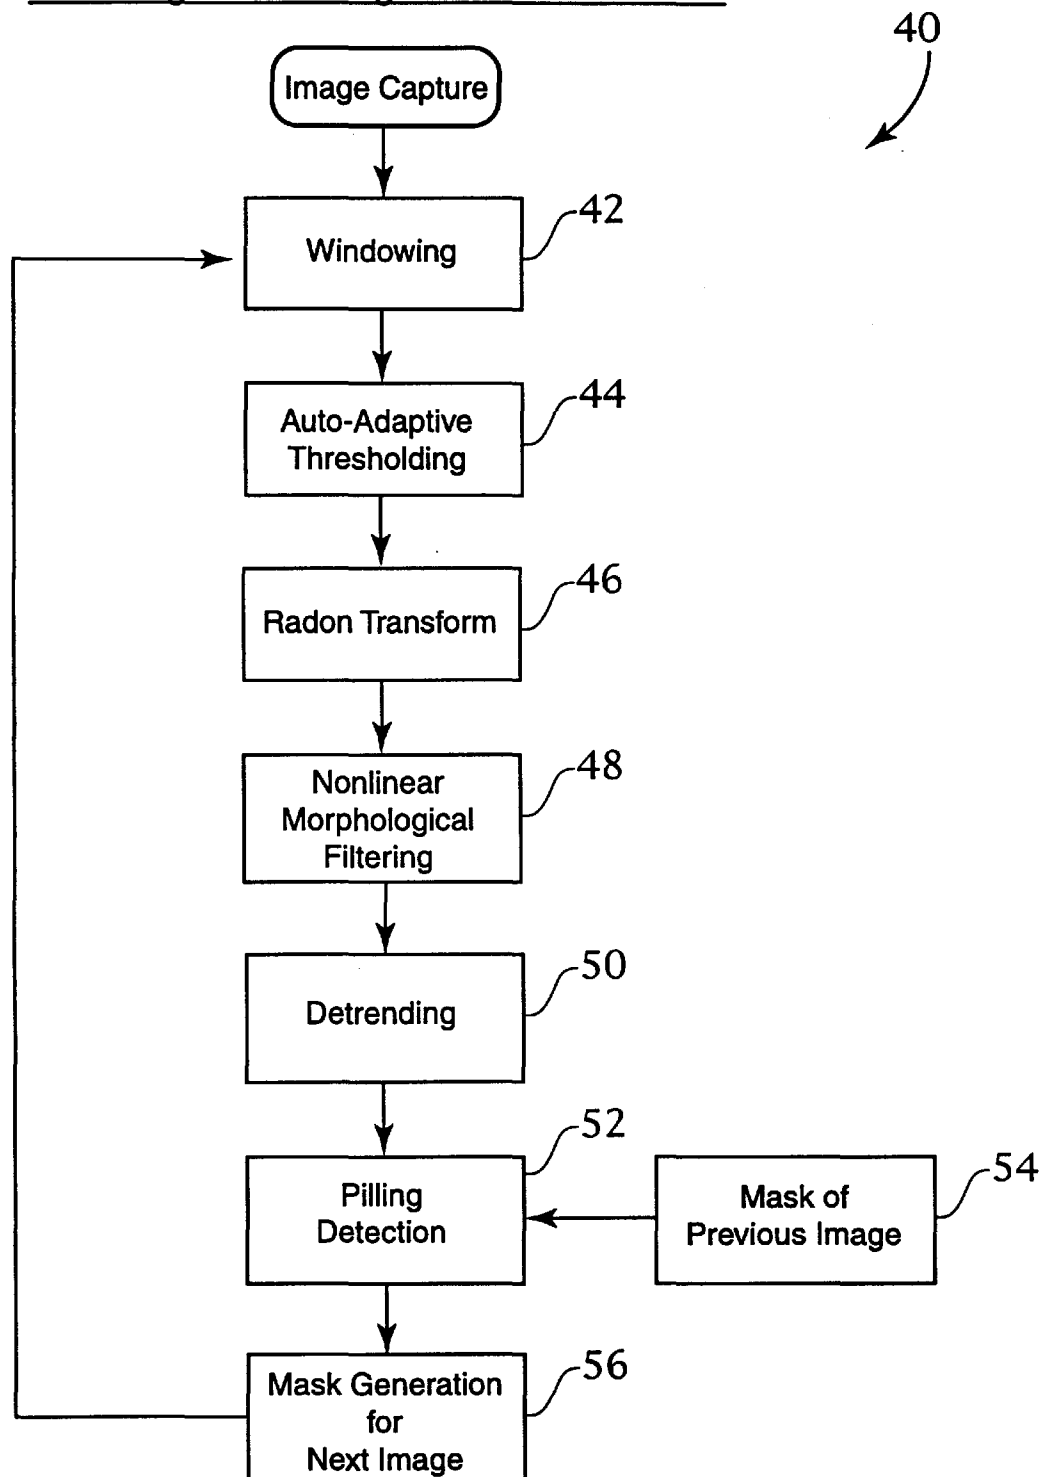 40
Image Capture
42
Windowing
44
Auto-Adaptive
Thresholding
46
Radon Transform
48
Nonlinear
Morphological
Filtering
50
Detrending
52
Pilling
Detection
54
Mask of
Previous Image
56
Mask Generation
for
Next Image